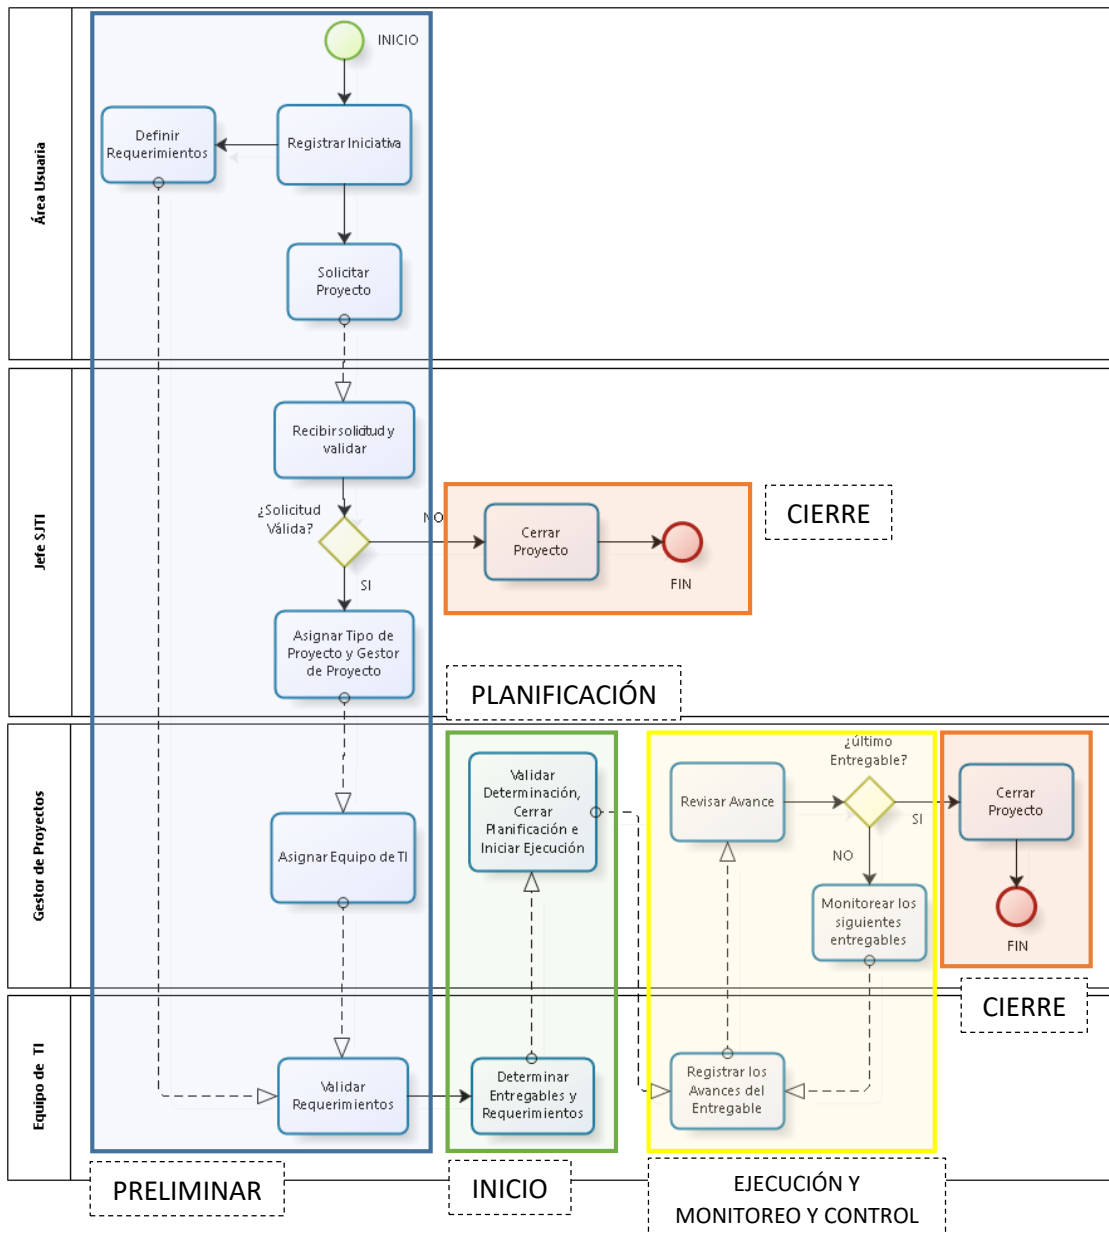 Área Usuaria
INICIO
Definir
Requerimientos
Registrar Iniciativa
Solicitar
Proyecto
Jefe SJTI
Recibir solicitud y
validar
¿Solicitud
Válida?
NO
SI
Cerrar
Proyecto
FIN
CIERRE
Asignar Tipo de
Proyecto y Gestor
de Proyecto
PLANIFICACIÓN
Gestor de Proyectos
Asignar Equipo de TI
Validar
Determinación,
Cerrar
Planificación e
Iniciar Ejecución
Revisar Avance
¿último
Entregable?
SI
NO
Cerrar
Proyecto
Monitorear los
siguientes
entregables
FIN
CIERRE
Equipo de TI
Validar
Requerimientos
Determinar
Entregables y
Requerimientos
Registrar los
Avances del
Entregable
PRELIMINAR
INICIO
EJECUCIÓN Y
MONITOREO Y CONTROL